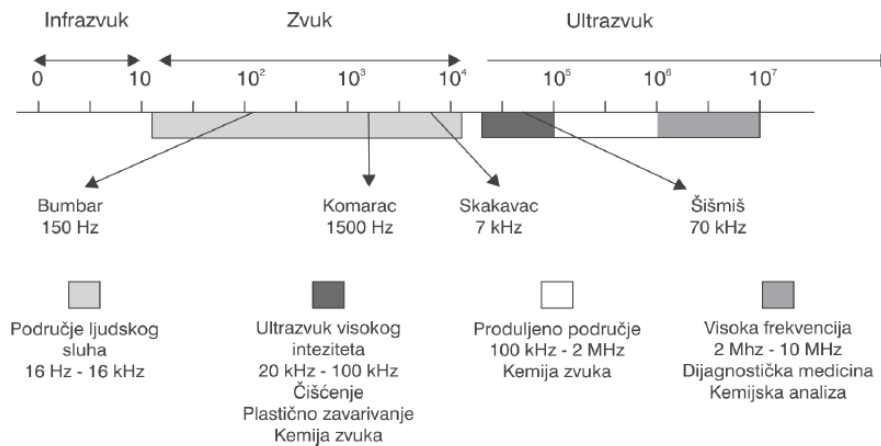 Infrazvuk Zvuk Ultrazvuk
0 10 10² 10³ 10⁴ 10⁵ 10⁶ 10⁷
Bumbar
150 Hz
Komarac
1500 Hz
Skakavac
7 kHz
Šišmiš
70 kHz
Područje ljudskog
sluha
16 Hz - 16 kHz
Ultrazvuk visokog
inteziteta
20 kHz - 100 kHz
Čišćenje
Plastično zavarivanje
Kemija zvuka
Produljeno područje
100 kHz - 2 MHz
Kemija zvuka
Visoka frekvencija
2 Mhz - 10 MHz
Dijagnostička medicina
Kemijska analiza